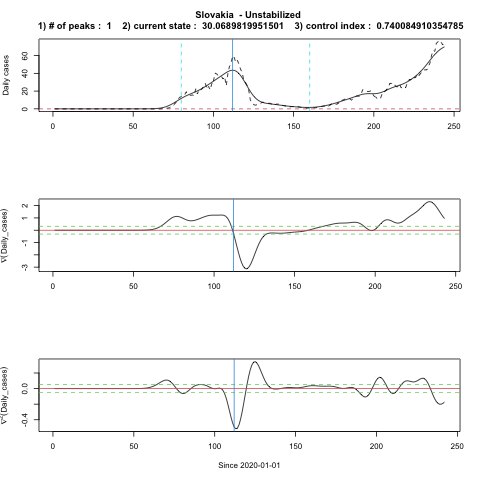 Slovakia - Unstabilized
1) # of peaks : 1 2) current state : 30.0689819951501 3) control index : 0.740084910354785
Daily cases
60
40
20
0
0 50 100 150 200 250
∇(Daily_cases)
2
1
-1
-3
0 50 100 150 200 250
∇²(Daily_cases)
0.0
-0.4
0 50 100 150 200 250
Since 2020-01-01